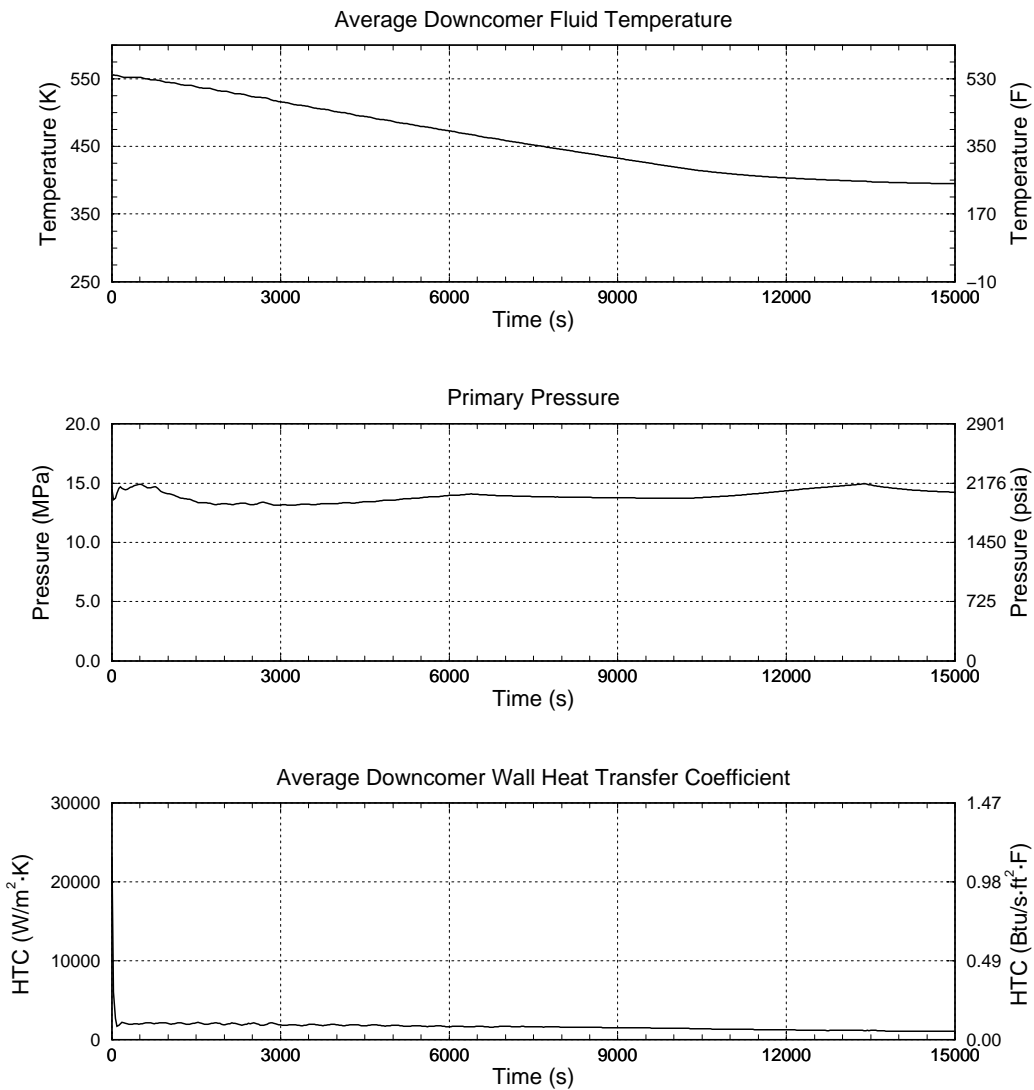 Average Downcomer Fluid Temperature
550
450
350
250
Temperature (K)
530
350
170
−10
Temperature (F)
0 3000 6000 9000 12000 15000
Time (s)
Primary Pressure
20.0
15.0
10.0
5.0
0.0
Pressure (MPa)
2901
2176
1450
725
0
Pressure (psia)
0 3000 6000 9000 12000 15000
Time (s)
Average Downcomer Wall Heat Transfer Coefficient
30000
20000
10000
0
HTC (W/m²·K)
1.47
0.98
0.49
0.00
HTC (Btu/s·ft²·F)
0 3000 6000 9000 12000 15000
Time (s)